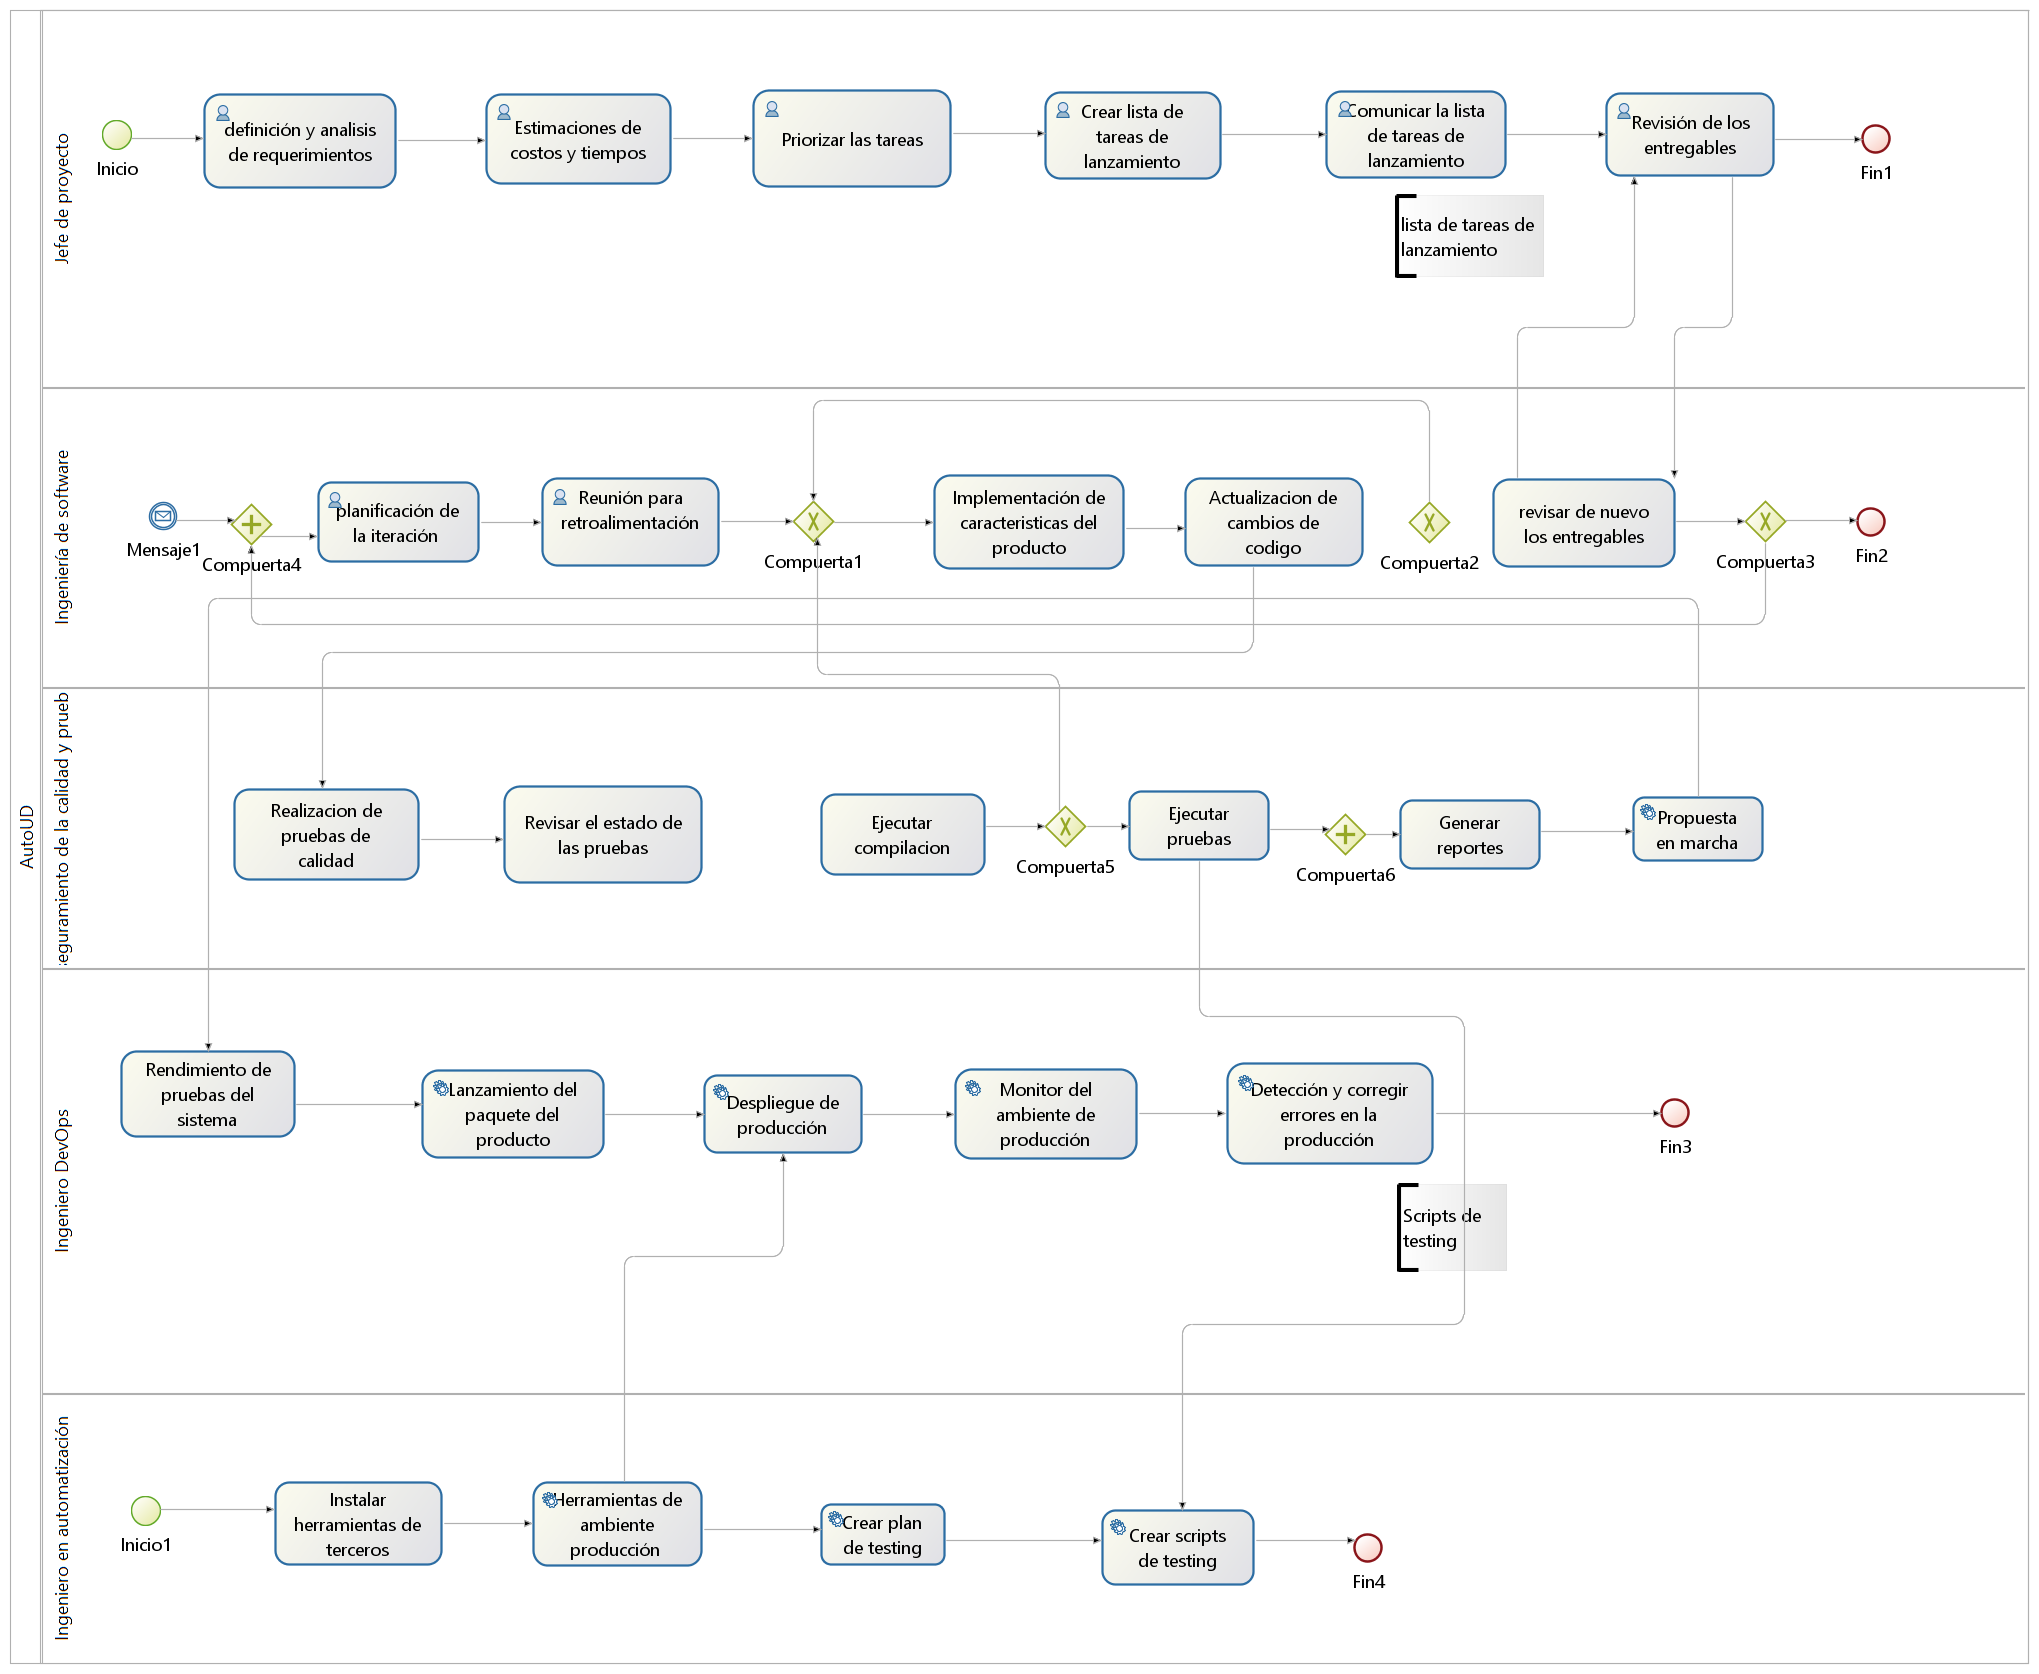 AutoUD
Jefe de proyecto
Inicio
definición y analisis
de requerimientos
Estimaciones de
costos y tiempos
Priorizar las tareas
Crear lista de
tareas de
lanzamiento
Comunicar la lista
de tareas de
lanzamiento
Revisión de los
entregables
Fin1
lista de tareas de
lanzamiento
Ingeniería de software
Mensaje1
Compuerta4
planificación de
la iteración
Reunión para
retroalimentación
Compuerta1
Implementación de
caracteristicas del
producto
Actualizacion de
cambios de
codigo
Compuerta2
revisar de nuevo
los entregables
Compuerta3
Fin2
seguramiento de la calidad y prueb
Realizacion de
pruebas de
calidad
Revisar el estado de
las pruebas
Ejecutar
compilacion
Compuerta5
Ejecutar
pruebas
Compuerta6
Generar
reportes
Propuesta
en marcha
Ingeniero DevOps
Rendimiento de
pruebas del
sistema
Lanzamiento del
paquete del
producto
Despliegue de
producción
Monitor del
ambiente de
producción
Detección y corregir
errores en la
producción
Fin3
Scripts de
testing
Ingeniero en automatización
Inicio1
Instalar
herramientas de
terceros
Herramientas de
ambiente
producción
Crear plan
de testing
Crear scripts
de testing
Fin4